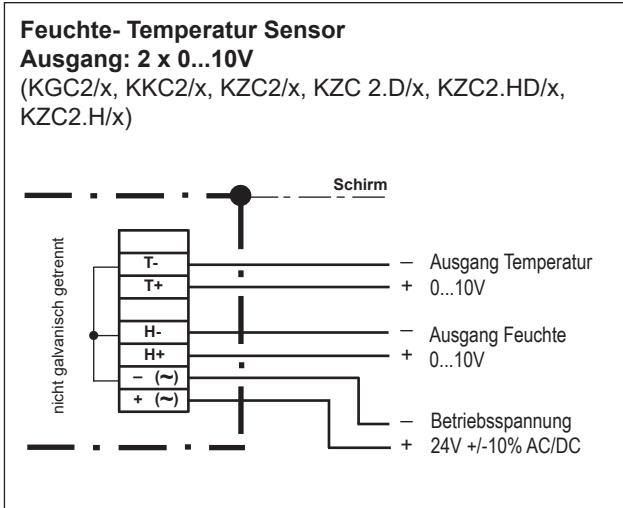 Feuchte- Temperatur Sensor
Ausgang: 2 x 0...10V
(KGC2/x, KKC2/x, KZC2/x, KZC 2.D/x, KZC2.HD/x,
KZC2.H/x)
Schirm
nicht galvanisch getrennt
T-
T+
H-
H+
– (~)
+ (~)
– Ausgang Temperatur
+ 0...10V
– Ausgang Feuchte
+ 0...10V
– Betriebsspannung
+ 24V +/-10% AC/DC